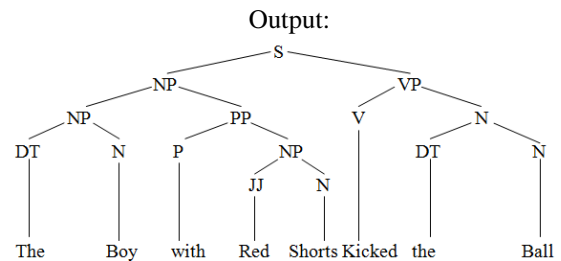 Output:
S
NP VP
NP PP V N
DT N P NP DT N
JJ N
The Boy with Red Shorts Kicked the Ball